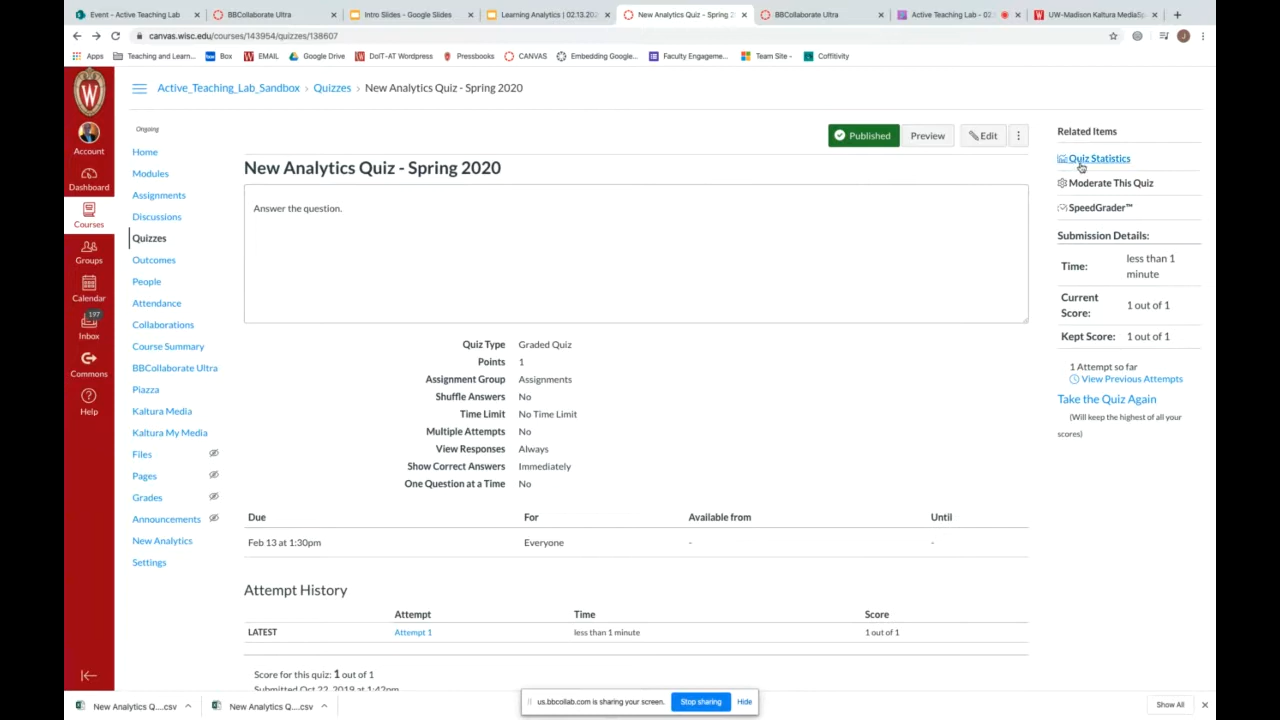 Event - Active Teaching Lab
BBCollaborate Ultra
Intro Slides - Google Slides
Learning Analytics | 02.13.202
New Analytics Quiz - Spring 2
BBCollaborate Ultra
Active Teaching Lab - 02.
UW-Madison Kaltura MediaSp
canvas.wisc.edu/courses/143954/quizzes/138607
Apps
Teaching and Learn...
Box
EMAIL
Google Drive
DoIT-AT Wordpress
Pressbooks
CANVAS
Embedding Google...
Faculty Engageme...
Team Site -
Coffitivity
Active_Teaching_Lab_Sandbox › Quizzes › New Analytics Quiz - Spring 2020
Account
Dashboard
Courses
Groups
Calendar
197
Inbox
Commons
Help
Ongoing
Home
Modules
Assignments
Discussions
Quizzes
Outcomes
People
Attendance
Collaborations
Course Summary
BBCollaborate Ultra
Piazza
Kaltura Media
Kaltura My Media
Files
Pages
Grades
Announcements
New Analytics
Settings
Published
Preview
Edit
New Analytics Quiz - Spring 2020
Answer the question.
Quiz Type Graded Quiz
Points 1
Assignment Group Assignments
Shuffle Answers No
Time Limit No Time Limit
Multiple Attempts No
View Responses Always
Show Correct Answers Immediately
One Question at a Time No
Due For Available from Until
Feb 13 at 1:30pm Everyone - -
Attempt History
Attempt Time Score
LATEST Attempt 1 less than 1 minute 1 out of 1
Score for this quiz: 1 out of 1
Submitted Oct 22, 2019 at 1:42pm
Related Items
Quiz Statistics
Moderate This Quiz
SpeedGrader™
Submission Details:
Time: less than 1
minute
Current
Score: 1 out of 1
Kept Score: 1 out of 1
1 Attempt so far
View Previous Attempts
Take the Quiz Again
(Will keep the highest of all your
scores)
New Analytics Q....csv
New Analytics Q....csv
us.bbcollab.com is sharing your screen.
Stop sharing
Hide
Show All